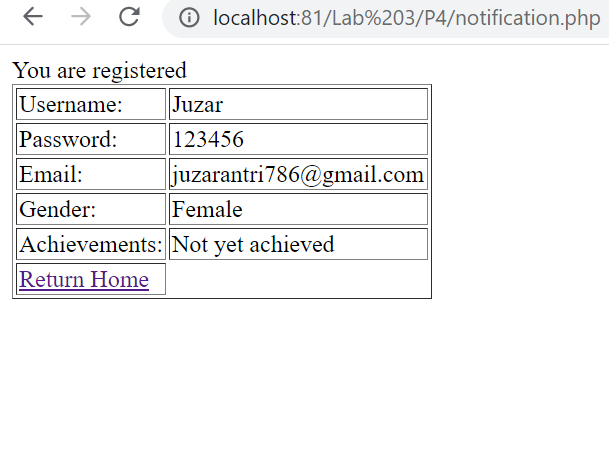 localhost:81/Lab%203/P4/notification.php
You are registered
Username: Juzar
Password: 123456
Email: juzarantri786@gmail.com
Gender: Female
Achievements: Not yet achieved
Return Home